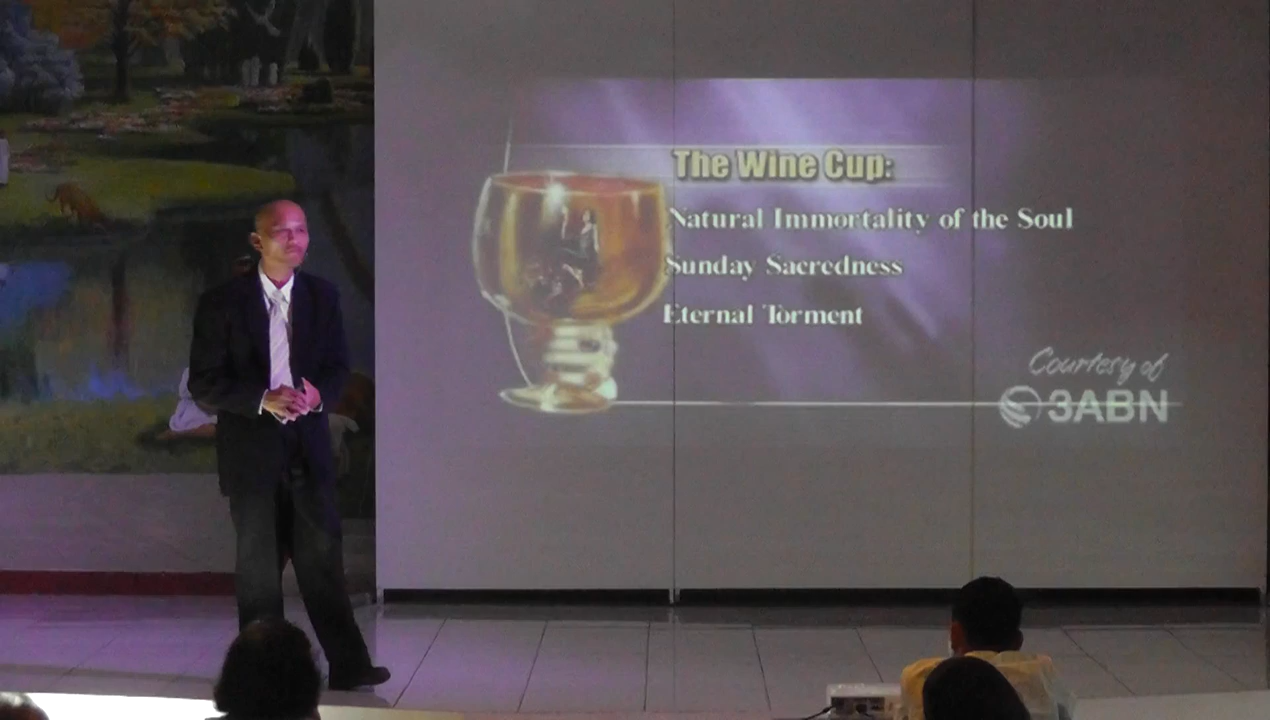 The Wine Cup:
Natural Immortality of the Soul
Sunday Sacredness
Eternal Torment
Courtesy of
3ABN